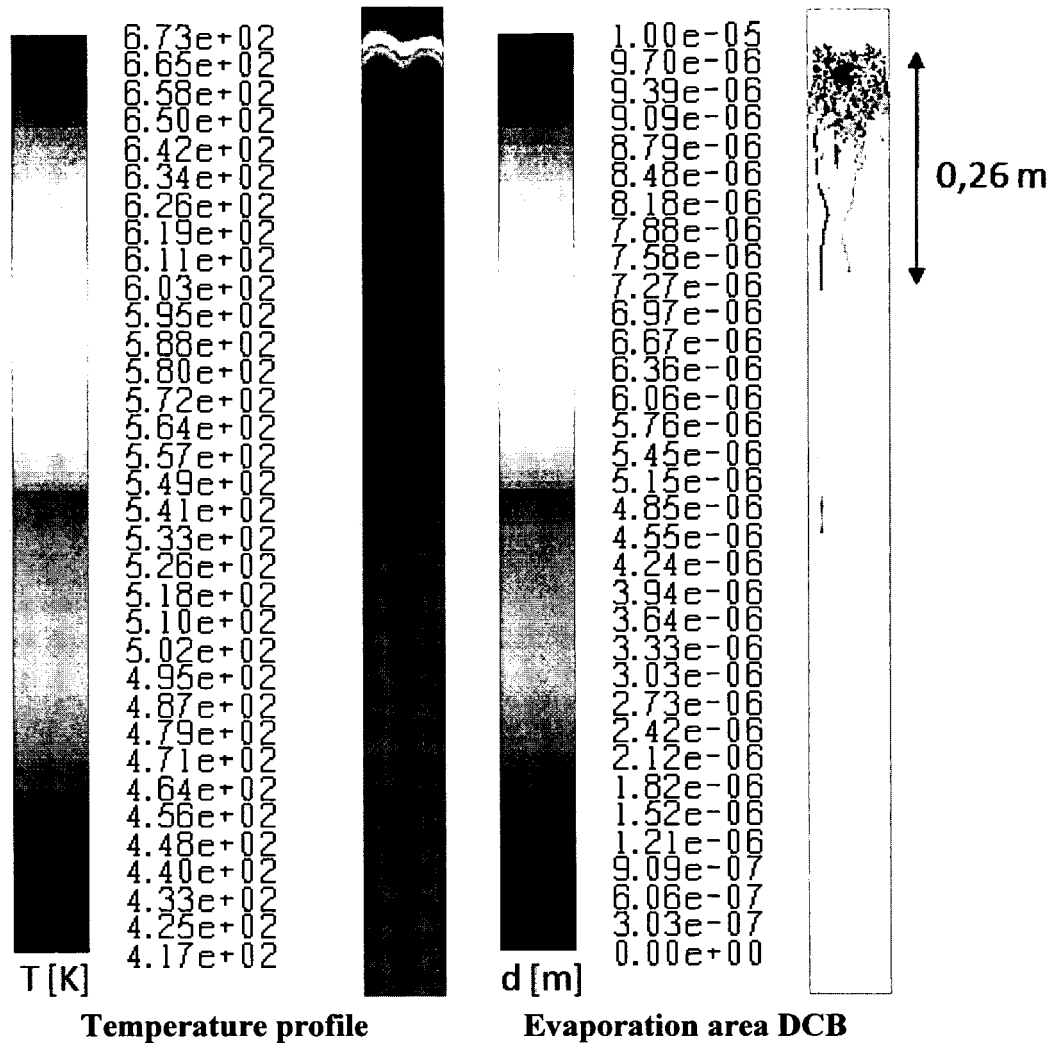 6.73e+02
6.65e+02
6.58e+02
6.50e+02
6.42e+02
6.34e+02
6.26e+02
6.19e+02
6.11e+02
6.03e+02
5.95e+02
5.88e+02
5.80e+02
5.72e+02
5.64e+02
5.57e+02
5.49e+02
5.41e+02
5.33e+02
5.26e+02
5.18e+02
5.10e+02
5.02e+02
4.95e+02
4.87e+02
4.79e+02
4.71e+02
4.64e+02
4.56e+02
4.48e+02
4.40e+02
4.33e+02
4.25e+02
4.17e+02
T [K]
Temperature profile
1.00e-05
9.70e-06
9.39e-06
9.09e-06
8.79e-06
8.48e-06
8.18e-06
7.88e-06
7.58e-06
7.27e-06
6.97e-06
6.67e-06
6.36e-06
6.06e-06
5.76e-06
5.45e-06
5.15e-06
4.85e-06
4.55e-06
4.24e-06
3.94e-06
3.64e-06
3.33e-06
3.03e-06
2.73e-06
2.42e-06
2.12e-06
1.82e-06
1.52e-06
1.21e-06
9.09e-07
6.06e-07
3.03e-07
0.00e+00
d [m]
0,26 m
Evaporation area DCB